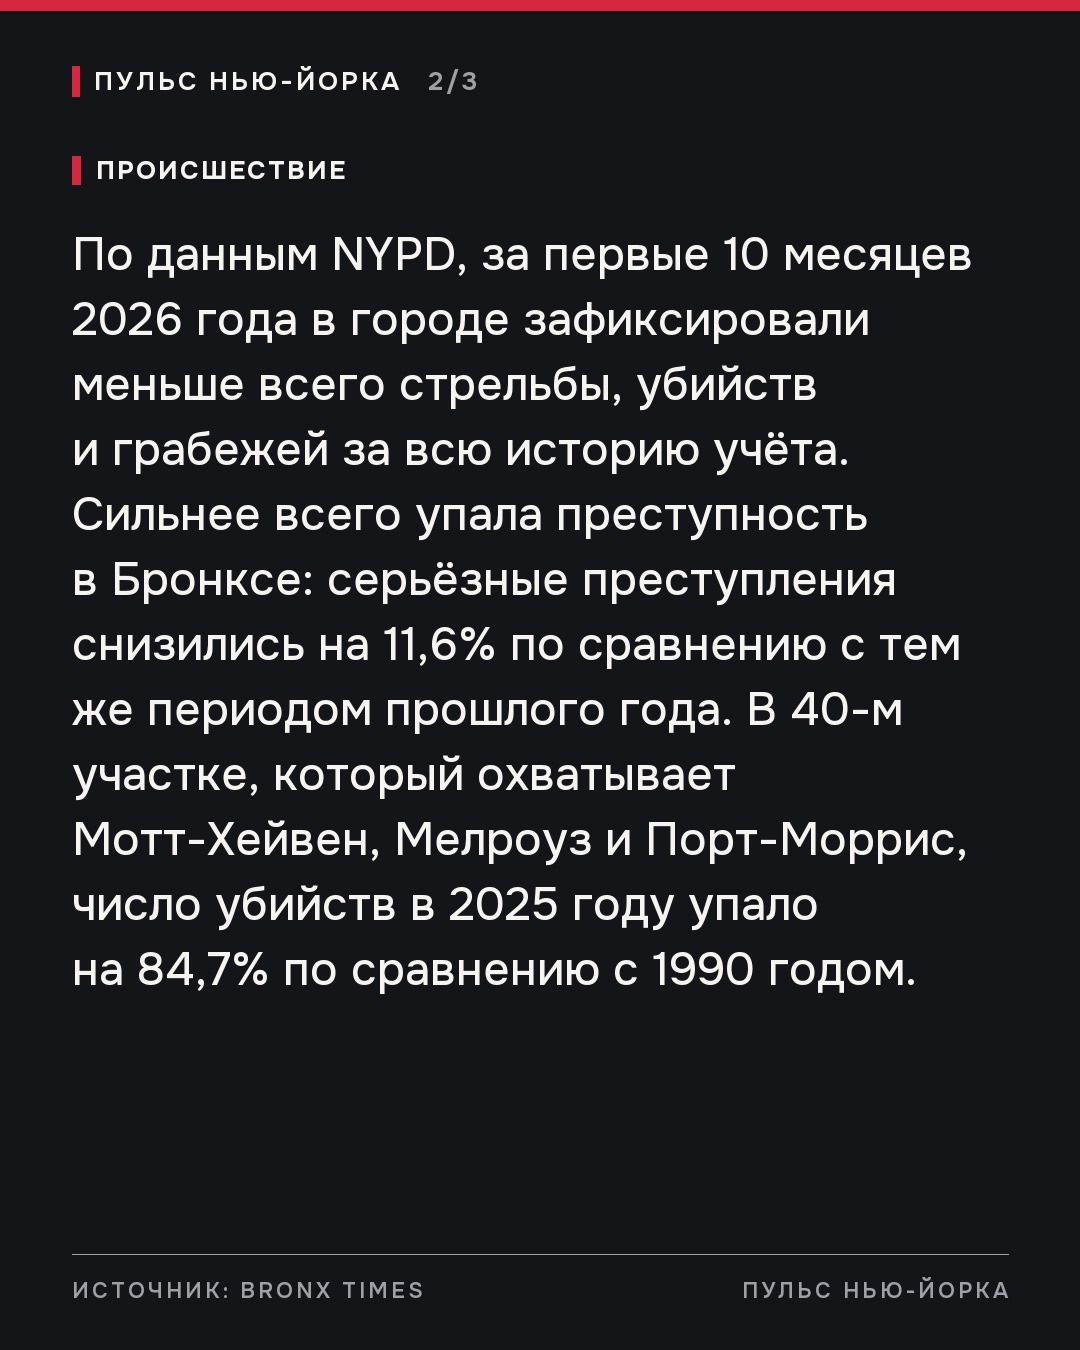 ПУЛЬС НЬЮ-ЙОРКА 2/3
ПРОИСШЕСТВИЕ
По данным NYPD, за первые 10 месяцев
2026 года в городе зафиксировали
меньше всего стрельбы, убийств
и грабежей за всю историю учёта.
Сильнее всего упала преступность
в Бронксе: серьёзные преступления
снизились на 11,6% по сравнению с тем
же периодом прошлого года. В 40-м
участке, который охватывает
Мотт-Хейвен, Мелроуз и Порт-Моррис,
число убийств в 2025 году упало
на 84,7% по сравнению с 1990 годом.
ИСТОЧНИК: BRONX TIMES
ПУЛЬС НЬЮ-ЙОРКА